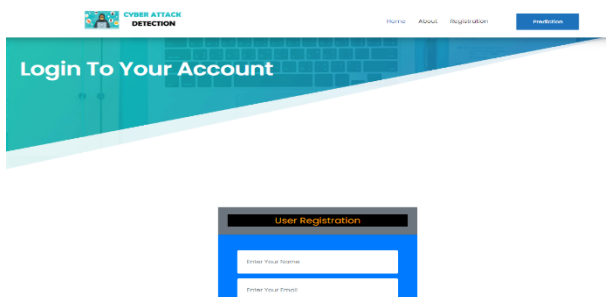 CYBER ATTACK
DETECTION
Home About Registration Prediction
Login To Your Account
User Registration
Enter Your Name
Enter Your Email